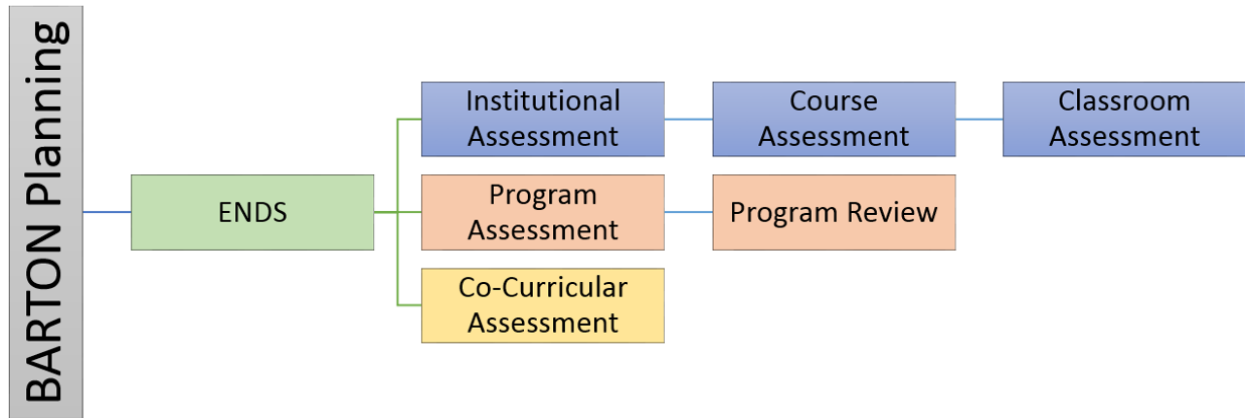 BARTON Planning
ENDS
Institutional
Assessment
Course
Assessment
Classroom
Assessment
Program
Assessment
Program Review
Co-Curricular
Assessment